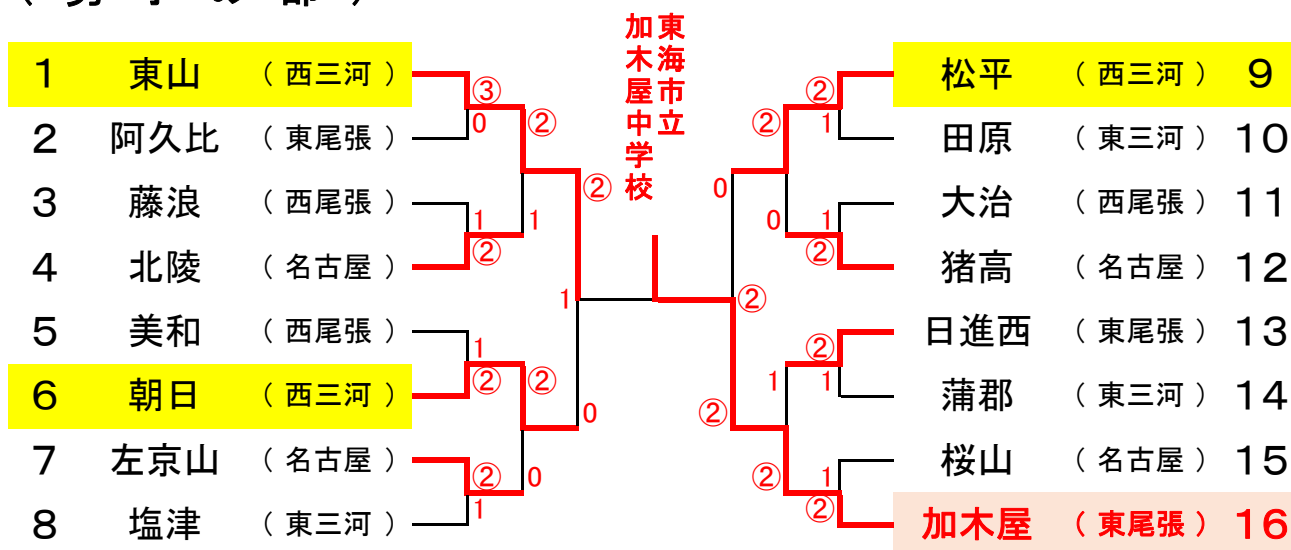 （ 男 子 の 部 ）
東海市立
加木屋中学校
1 東山 （ 西三河 ）
2 阿久比 （ 東尾張 ）
3 藤浪 （ 西尾張 ）
4 北陵 （ 名古屋 ）
5 美和 （ 西尾張 ）
6 朝日 （ 西三河 ）
7 左京山 （ 名古屋 ）
8 塩津 （ 東三河 ）
③
0
②
1
②
1
②
1
1
②
②
0
0
②
1
松平 （ 西三河 ） 9
田原 （ 東三河 ） 10
大治 （ 西尾張 ） 11
猪高 （ 名古屋 ） 12
日進西 （ 東尾張 ） 13
蒲郡 （ 東三河 ） 14
桜山 （ 名古屋 ） 15
加木屋 （ 東尾張 ） 16
②
1
②
0
0
1
②
②
②
1
1
②
②
1
②